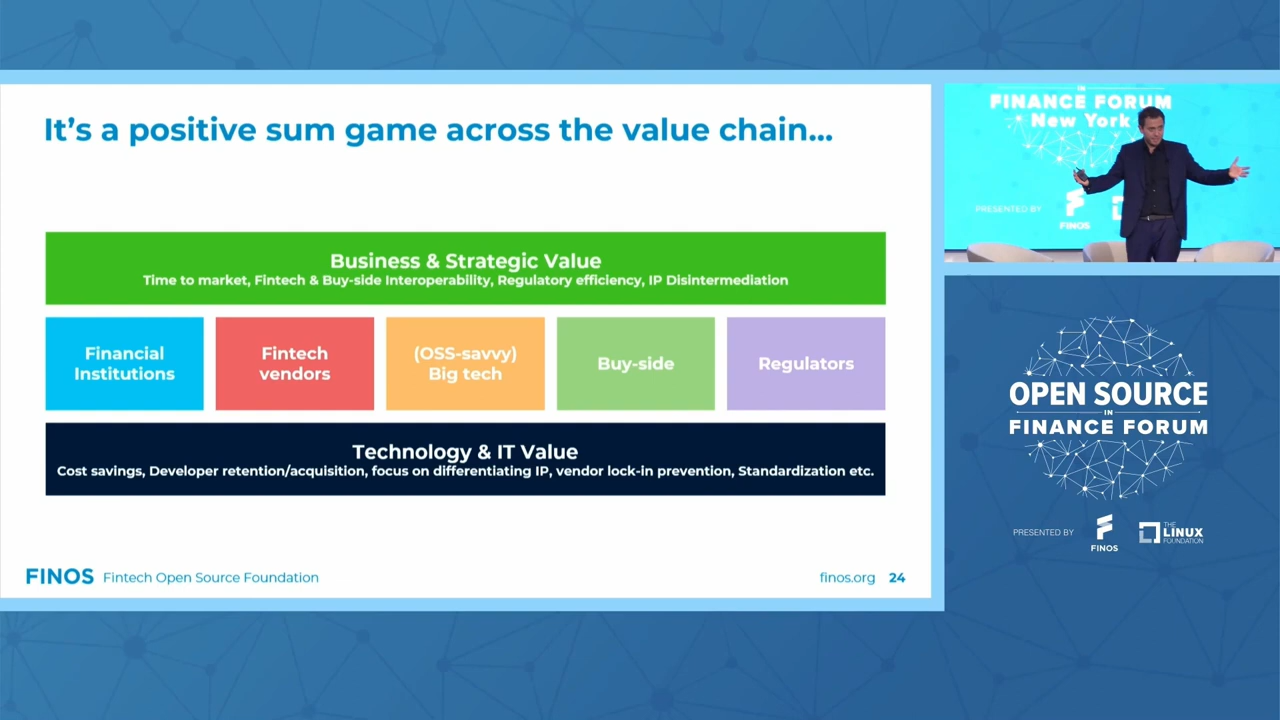 It's a positive sum game across the value chain...
Business & Strategic Value
Time to market, Fintech & Buy-side Interoperability, Regulatory efficiency, IP Disintermediation
Financial
Institutions
Fintech
vendors
(OSS-savvy)
Big tech
Buy-side
Regulators
Technology & IT Value
Cost savings, Developer retention/acquisition, focus on differentiating IP, vendor lock-in prevention, Standardization etc.
FINOS Fintech Open Source Foundation
finos.org 24
IN
FINANCE FORUM
New York
PRESENTED BY
FINOS
OPEN SOURCE
IN
FINANCE FORUM
PRESENTED BY
FINOS
THE
LINUX
FOUNDATION